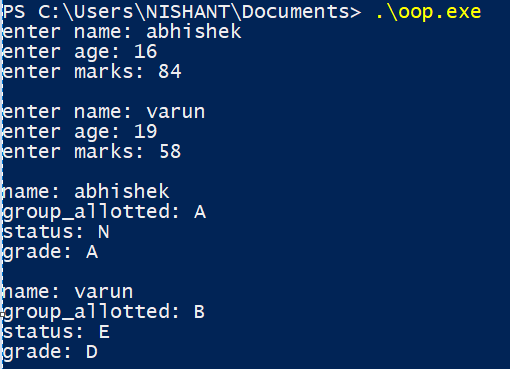 PS C:\Users\NISHANT\Documents> .\oop.exe
enter name: abhishek
enter age: 16
enter marks: 84
enter name: varun
enter age: 19
enter marks: 58
name: abhishek
group_allotted: A
status: N
grade: A
name: varun
group_allotted: B
status: E
grade: D